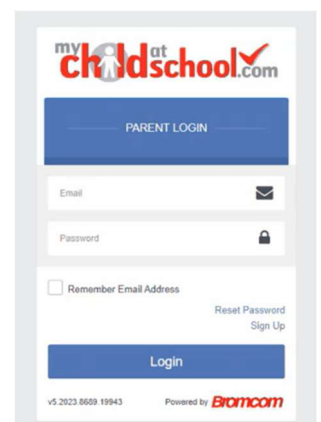 my child at school.com
PARENT LOGIN
Email
Password
Remember Email Address
Reset Password
Sign Up
Login
v5.2023.8689.19943 Powered by Bromcom